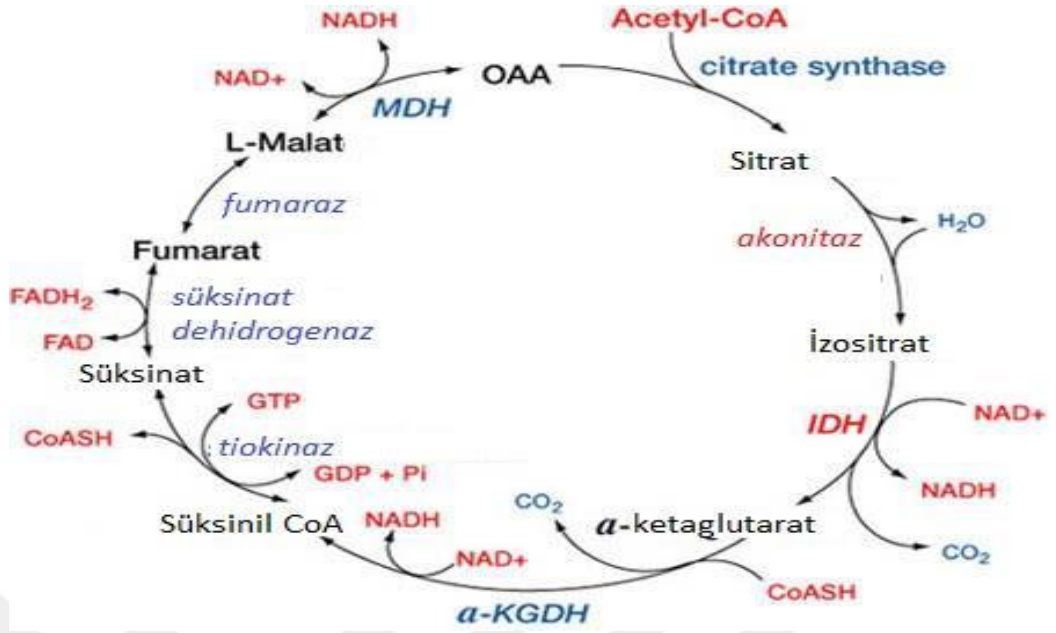 NADH
Acetyl-CoA
NAD+
OAA
citrate synthase
MDH
L-Malat
Sitrat
fumaraz
akonitaz
H₂O
Fumarat
FADH₂
süksinat
dehidrogenaz
FAD
İzositrat
Süksinat
GTP
IDH
NAD+
CoASH
tiokinaz
GDP + Pi
NADH
CO₂
Süksinil CoA
NADH
α-ketaglutarat
NAD+
CO₂
CoASH
α-KGDH